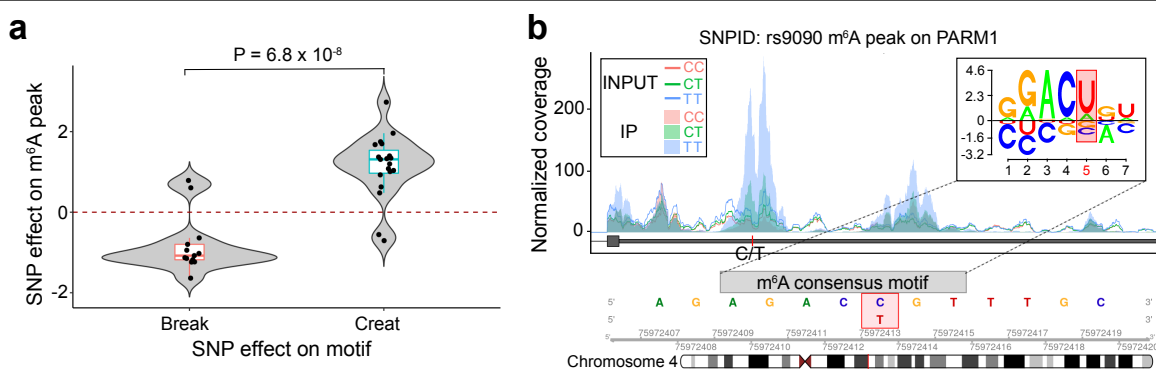 a
P = 6.8 x 10⁻⁸
SNP effect on m⁶A peak
2
0
-2
Break
Creat
SNP effect on motif
b
SNPID: rs9090 m⁶A peak on PARM1
Normalized coverage
200
100
0
INPUT
CC
CT
TT
IP
CC
CT
TT
4.6
2.3
0
-1.6
-3.2
G G A C U G U
A A
C U C G C A C
C
1 2 3 4 5 6 7
C/T
m⁶A consensus motif
5' A G A G A C C G T T T G C 3'
5' T 3'
5' 75972407 75972409 75972411 75972413 75972415 75972417 75972419 3'
75972408 75972410 75972412 75972414 75972416 75972418 75972420
Chromosome 4